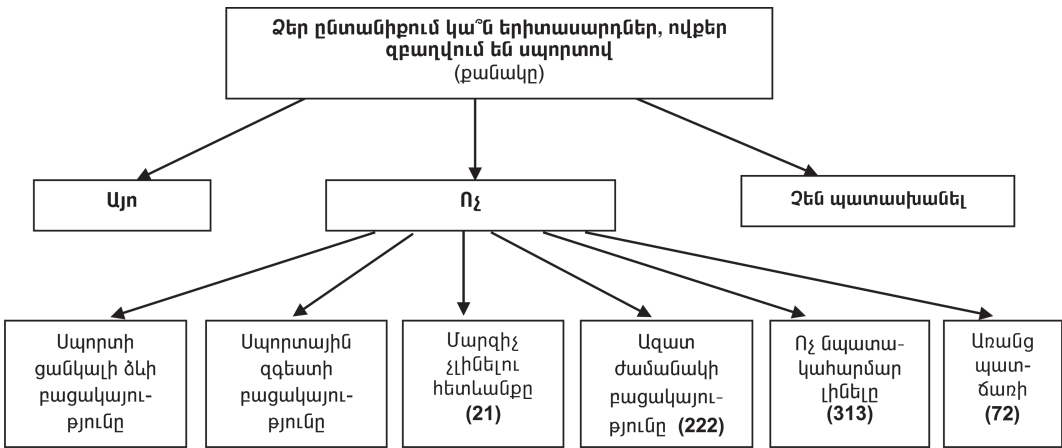 Ձեր ընտանիքում կա՞ն երիտասարդներ, ովքեր
զբաղվում են սպորտով
(քանակը)
Այո
Ոչ
Չեն պատասխանել
Սպորտի
ցանկալի ձևի
բացակայու-
թյունը
Սպորտային
զգեստի
բացակայու-
թյունը
Մարզիչ
չլինելու
հետևանքը
(21)
Ազատ
ժամանակի
բացակայու-
թյունը (222)
Ոչ նպատա-
կահարմար
լինելը
(313)
Առանց
պատ-
ճառի
(72)